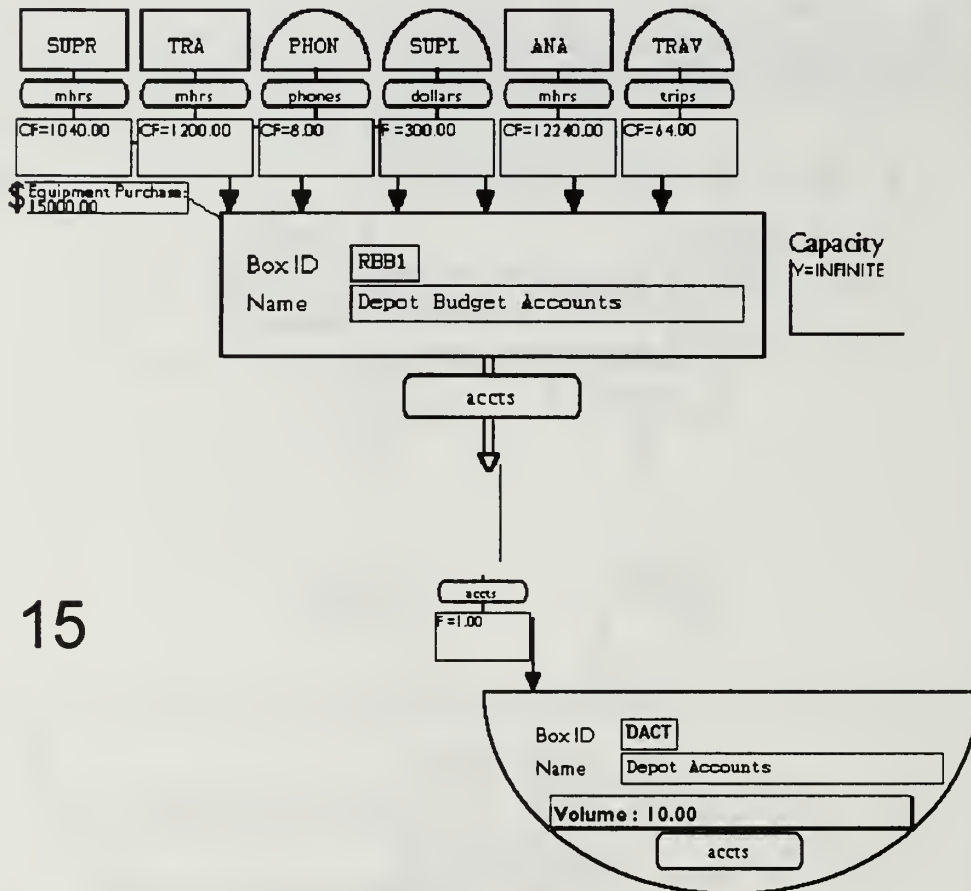 SUPR TRA PHON SUPL ANA TRAV
mhrs mhrs phones dollars mhrs trips
CF=1040.00 CF=1200.00 CF=8.00 F=300.00 CF=12240.00 CF=64.00
$ Equipment Purchase:
15000.00
Box ID RBB1
Name Depot Budget Accounts
Capacity
Y=INFINITE
accts
accts
F=1.00
15
Box ID DACT
Name Depot Accounts
Volume : 10.00
accts